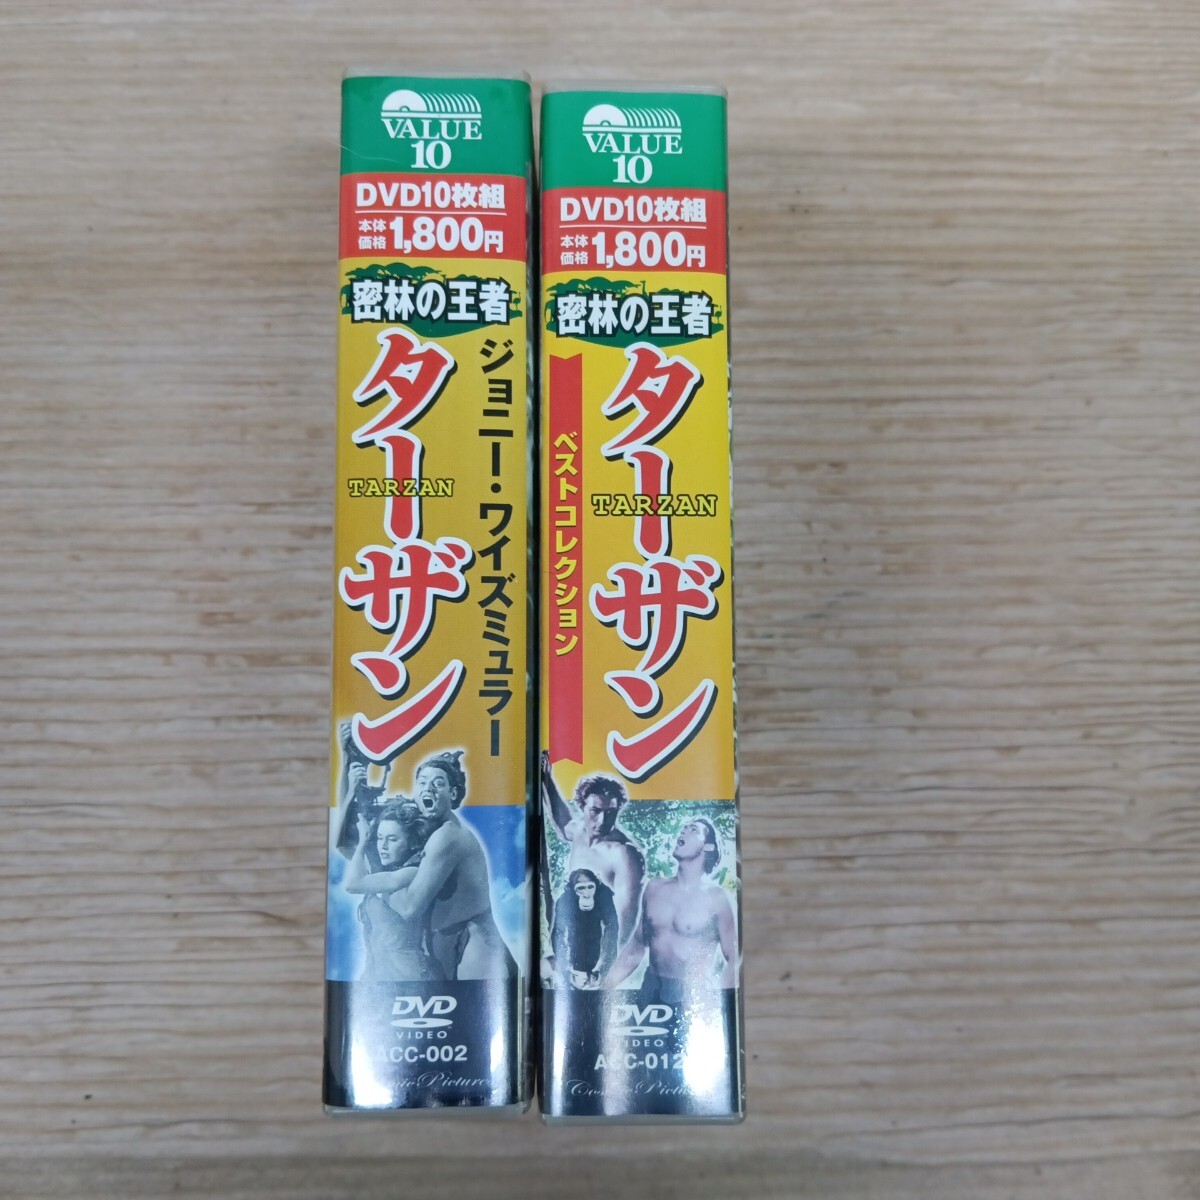 VALUE
10
DVD10枚組
本体価格 1,800円
密林の王者
ターザン
TARZAN
ジョニー・ワイズミュラー
DVD
VIDEO
ACC-002
VALUE
10
DVD10枚組
本体価格 1,800円
密林の王者
ターザン
TARZAN
ベストコレクション
DVD
VIDEO
ACC-012